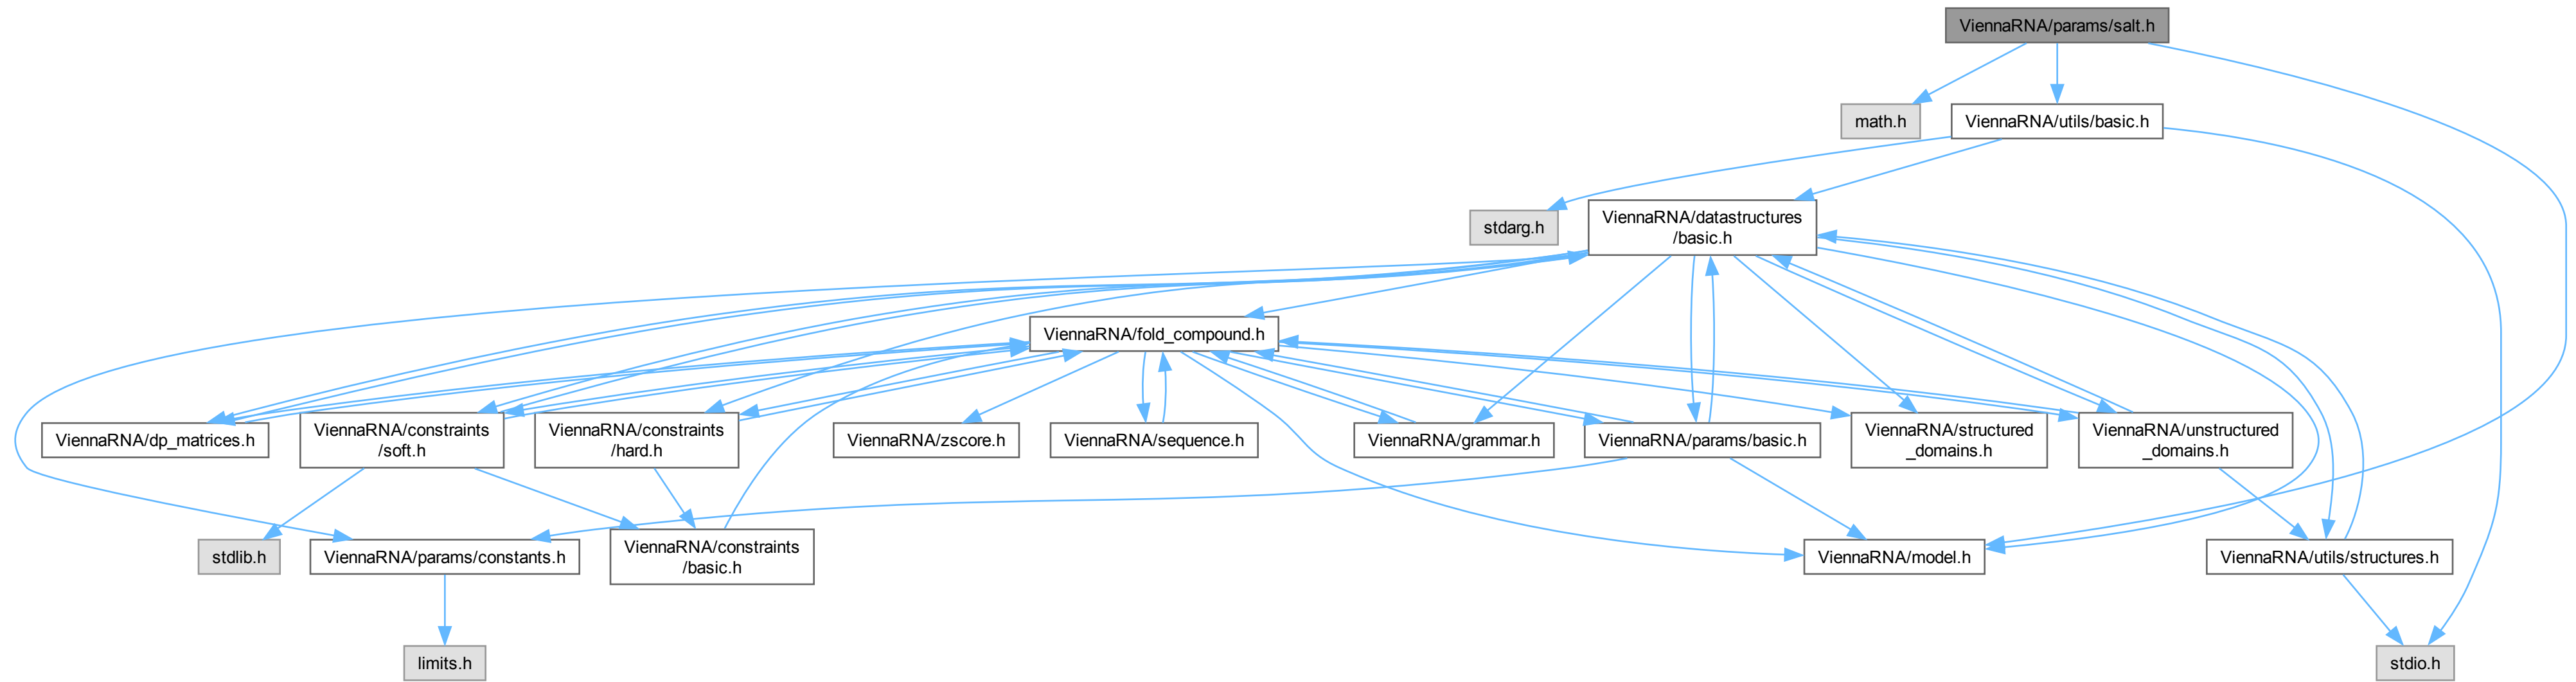 ViennaRNA/params/salt.h
math.h
ViennaRNA/utils/basic.h
stdarg.h
ViennaRNA/datastructures
/basic.h
ViennaRNA/fold_compound.h
ViennaRNA/dp_matrices.h
ViennaRNA/constraints
/soft.h
ViennaRNA/constraints
/hard.h
ViennaRNA/zscore.h
ViennaRNA/sequence.h
ViennaRNA/grammar.h
ViennaRNA/params/basic.h
ViennaRNA/structured
_domains.h
ViennaRNA/unstructured
_domains.h
stdlib.h
ViennaRNA/params/constants.h
ViennaRNA/constraints
/basic.h
ViennaRNA/model.h
ViennaRNA/utils/structures.h
limits.h
stdio.h